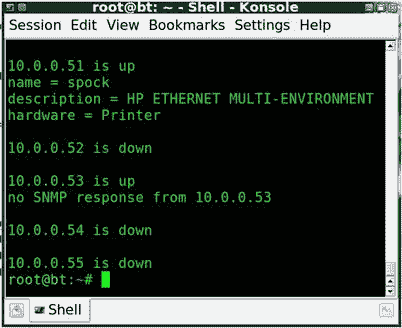 root@bt: ~ - Shell - Konsole
Session Edit View Bookmarks Settings Help
10.0.0.51 is up
name = spock
description = HP ETHERNET MULTI-ENVIRONMENT
hardware = Printer
10.0.0.52 is down
10.0.0.53 is up
no SNMP response from 10.0.0.53
10.0.0.54 is down
10.0.0.55 is down
root@bt:~#
Shell